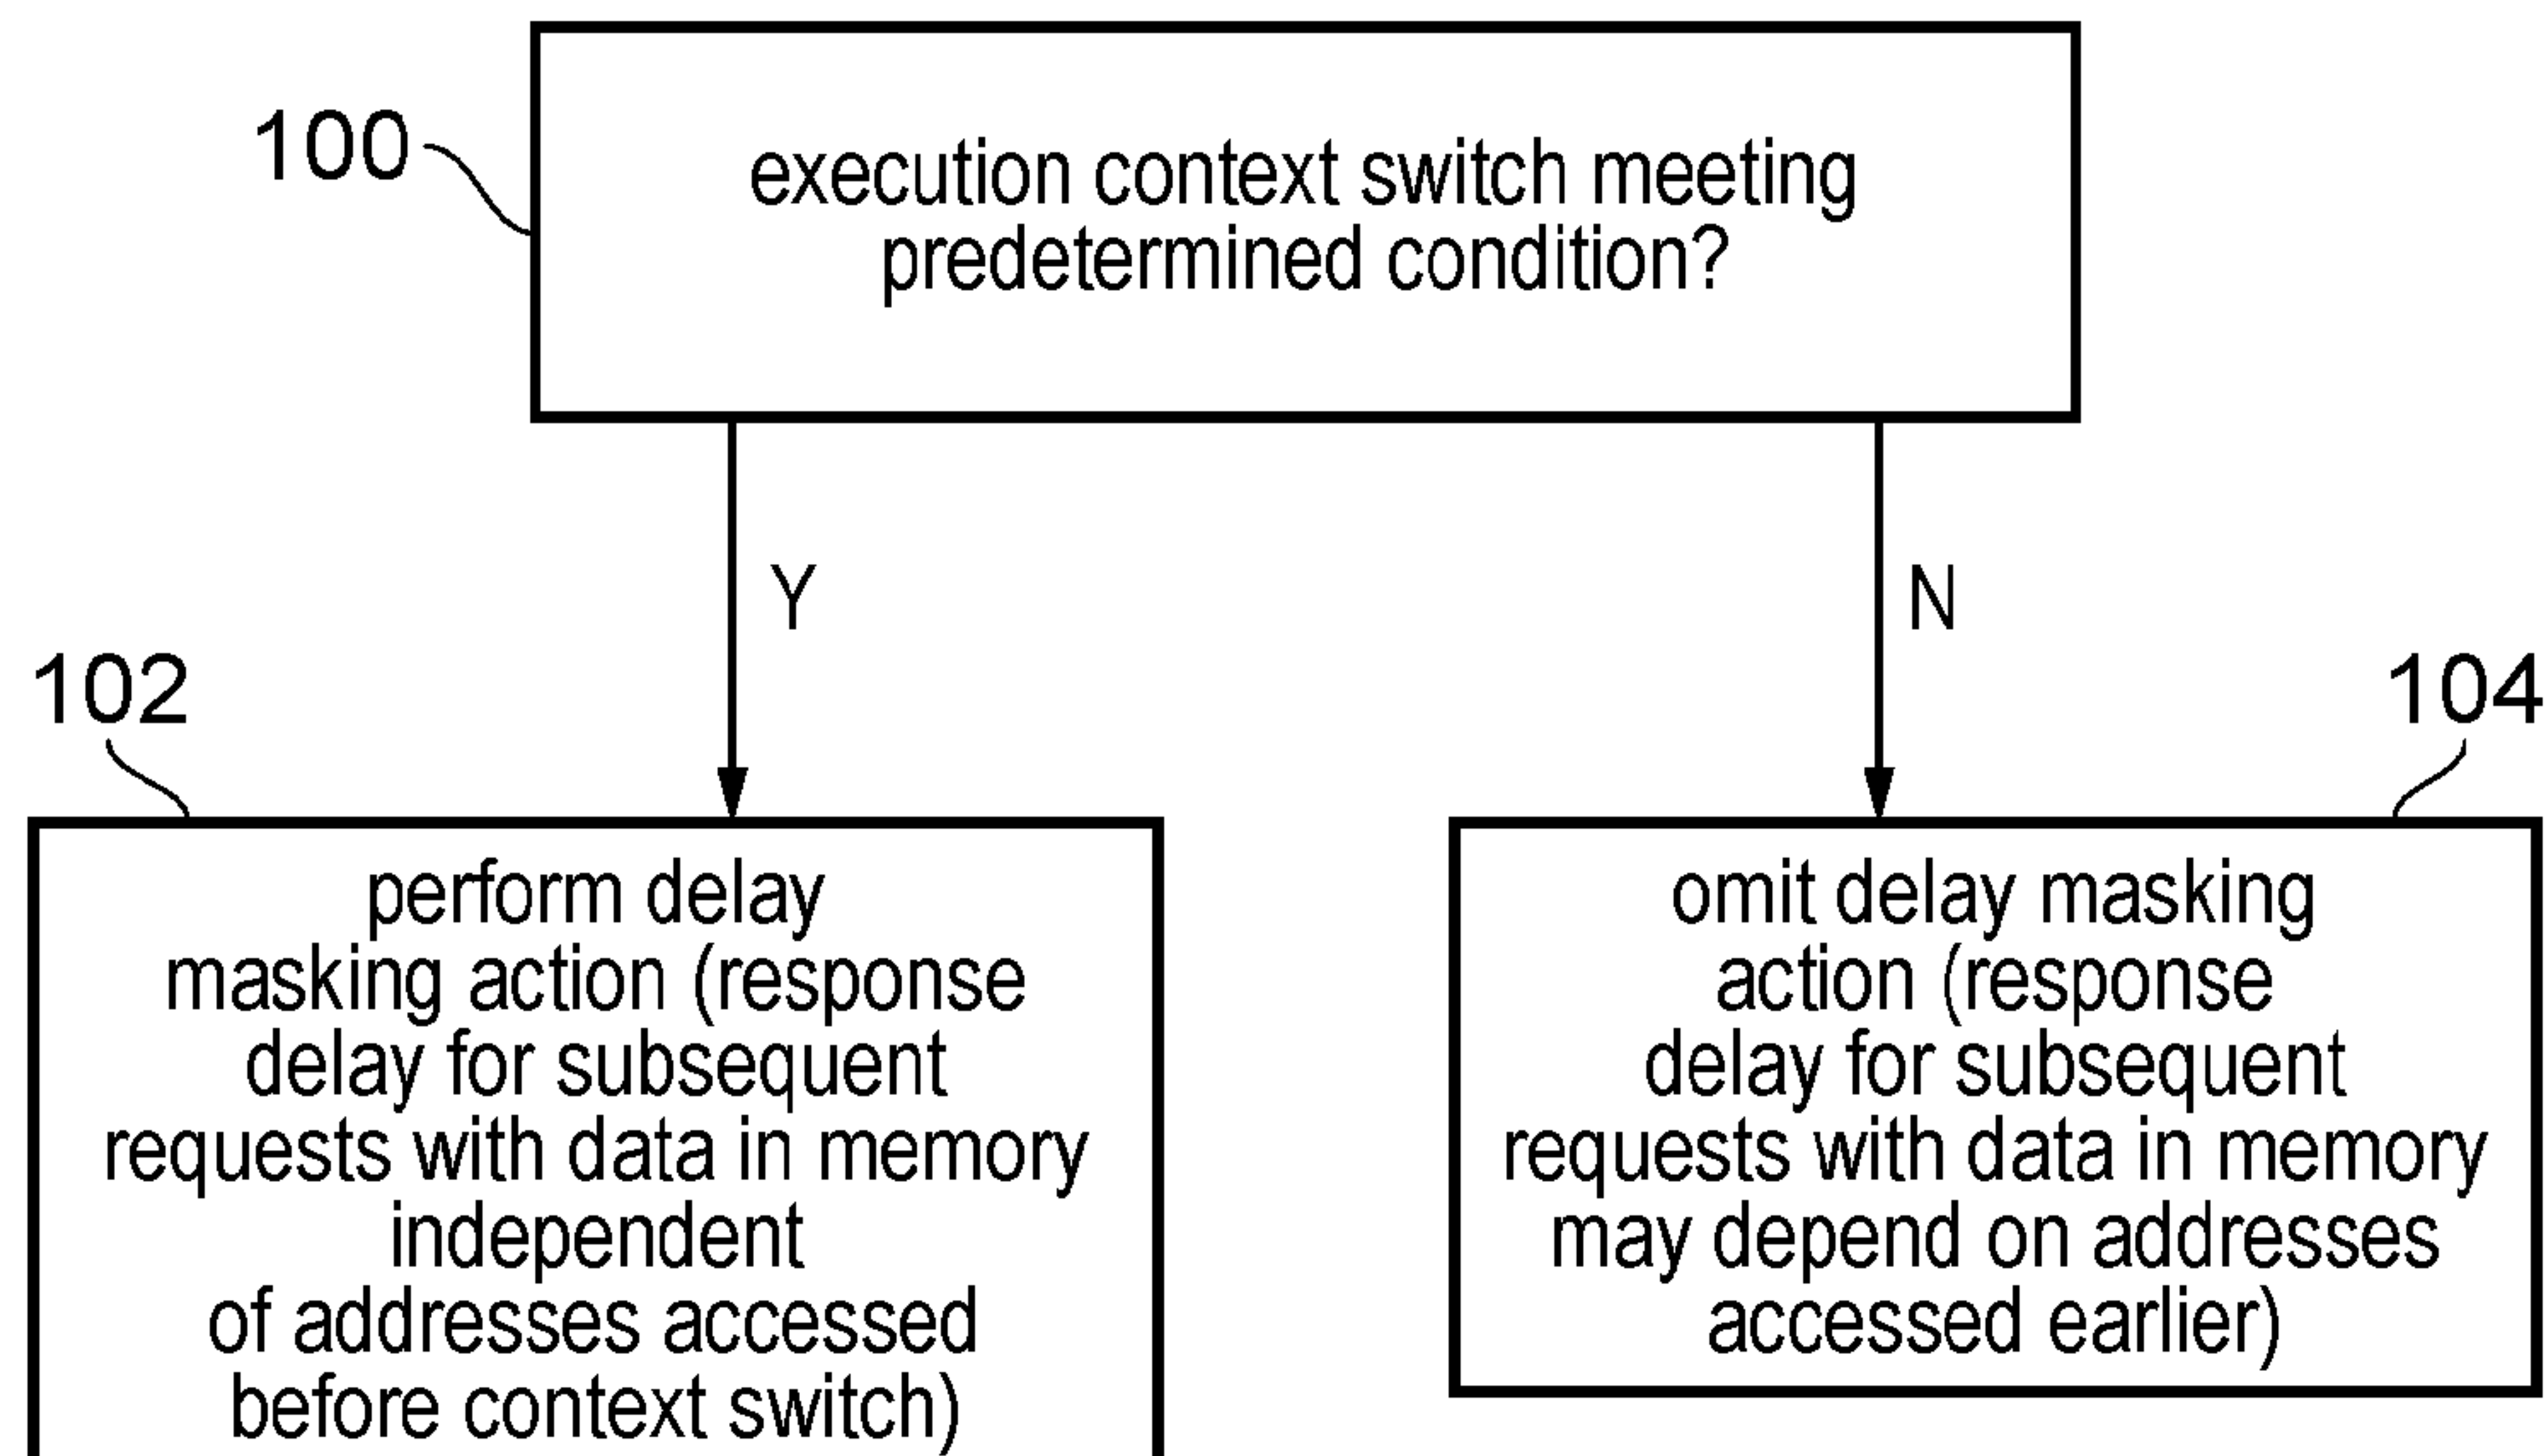 100
execution context switch meeting
predetermined condition?
Y
N
102
104
perform delay
masking action (response
delay for subsequent
requests with data in memory
independent
of addresses accessed
before context switch)
omit delay masking
action (response
delay for subsequent
requests with data in memory
may depend on addresses
accessed earlier)